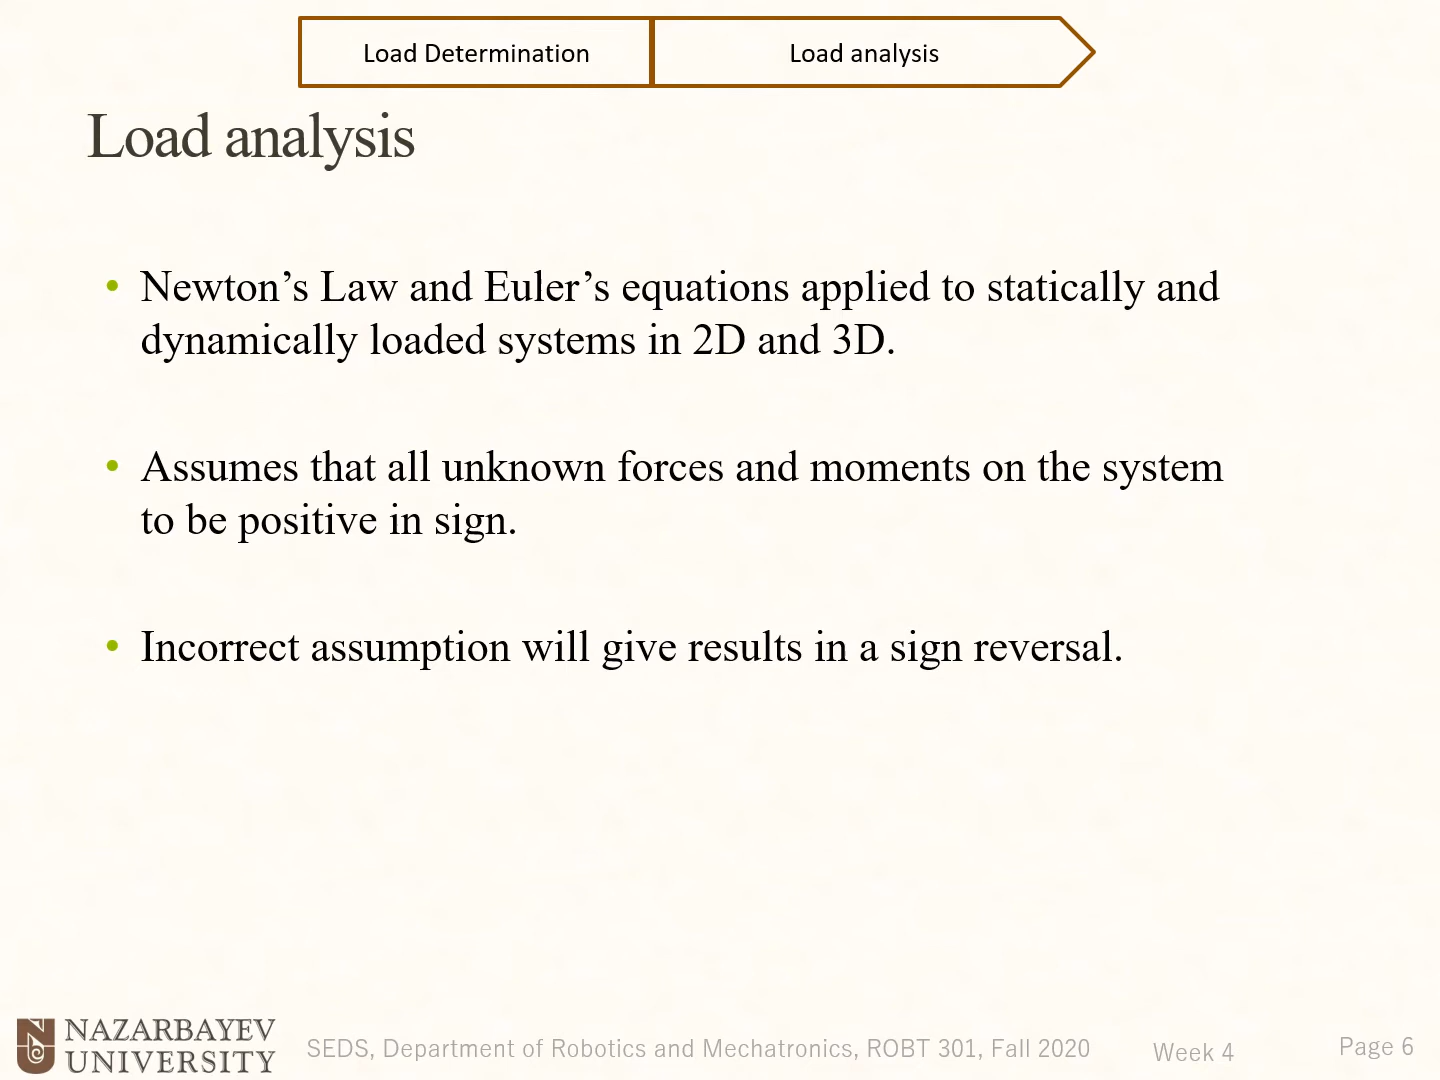 Load Determination
Load analysis
Load analysis
• Newton’s Law and Euler’s equations applied to statically and
dynamically loaded systems in 2D and 3D.
• Assumes that all unknown forces and moments on the system
to be positive in sign.
• Incorrect assumption will give results in a sign reversal.
NAZARBAYEV
UNIVERSITY
SEDS, Department of Robotics and Mechatronics, ROBT 301, Fall 2020
Week 4
Page 6